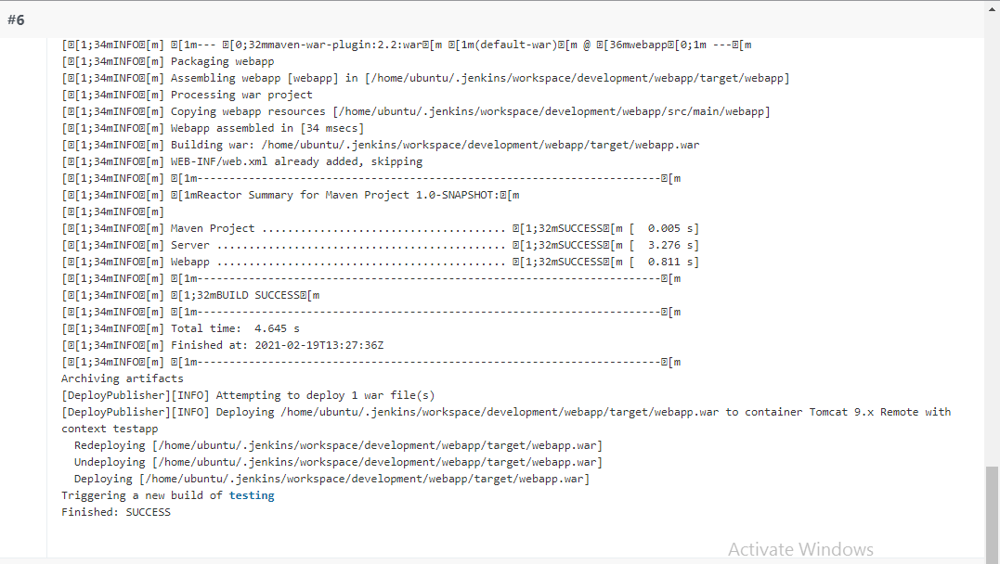 #6
[�[1;34mINFO�[m] �[1m--- �[0;32mmaven-war-plugin:2.2:war�[m �[1m(default-war)�[m @ �[36mwebapp�[0;1m ---�[m
[�[1;34mINFO�[m] Packaging webapp
[�[1;34mINFO�[m] Assembling webapp [webapp] in [/home/ubuntu/.jenkins/workspace/development/webapp/target/webapp]
[�[1;34mINFO�[m] Processing war project
[�[1;34mINFO�[m] Copying webapp resources [/home/ubuntu/.jenkins/workspace/development/webapp/src/main/webapp]
[�[1;34mINFO�[m] Webapp assembled in [34 msecs]
[�[1;34mINFO�[m] Building war: /home/ubuntu/.jenkins/workspace/development/webapp/target/webapp.war
[�[1;34mINFO�[m] WEB-INF/web.xml already added, skipping
[�[1;34mINFO�[m] �[1m------------------------------------------------------------------------�[m
[�[1;34mINFO�[m] �[1mReactor Summary for Maven Project 1.0-SNAPSHOT:�[m
[�[1;34mINFO�[m]
[�[1;34mINFO�[m] Maven Project ...................................... �[1;32mSUCCESS�[m [  0.005 s]
[�[1;34mINFO�[m] Server ............................................. �[1;32mSUCCESS�[m [  3.276 s]
[�[1;34mINFO�[m] Webapp ............................................. �[1;32mSUCCESS�[m [  0.811 s]
[�[1;34mINFO�[m] �[1m------------------------------------------------------------------------�[m
[�[1;34mINFO�[m] �[1;32mBUILD SUCCESS�[m
[�[1;34mINFO�[m] �[1m------------------------------------------------------------------------�[m
[�[1;34mINFO�[m] Total time:  4.645 s
[�[1;34mINFO�[m] Finished at: 2021-02-19T13:27:36Z
[�[1;34mINFO�[m] �[1m------------------------------------------------------------------------�[m
Archiving artifacts
[DeployPublisher][INFO] Attempting to deploy 1 war file(s)
[DeployPublisher][INFO] Deploying /home/ubuntu/.jenkins/workspace/development/webapp/target/webapp.war to container Tomcat 9.x Remote with
context testapp
  Redeploying [/home/ubuntu/.jenkins/workspace/development/webapp/target/webapp.war]
  Undeploying [/home/ubuntu/.jenkins/workspace/development/webapp/target/webapp.war]
  Deploying [/home/ubuntu/.jenkins/workspace/development/webapp/target/webapp.war]
Triggering a new build of testing
Finished: SUCCESS
Activate Windows